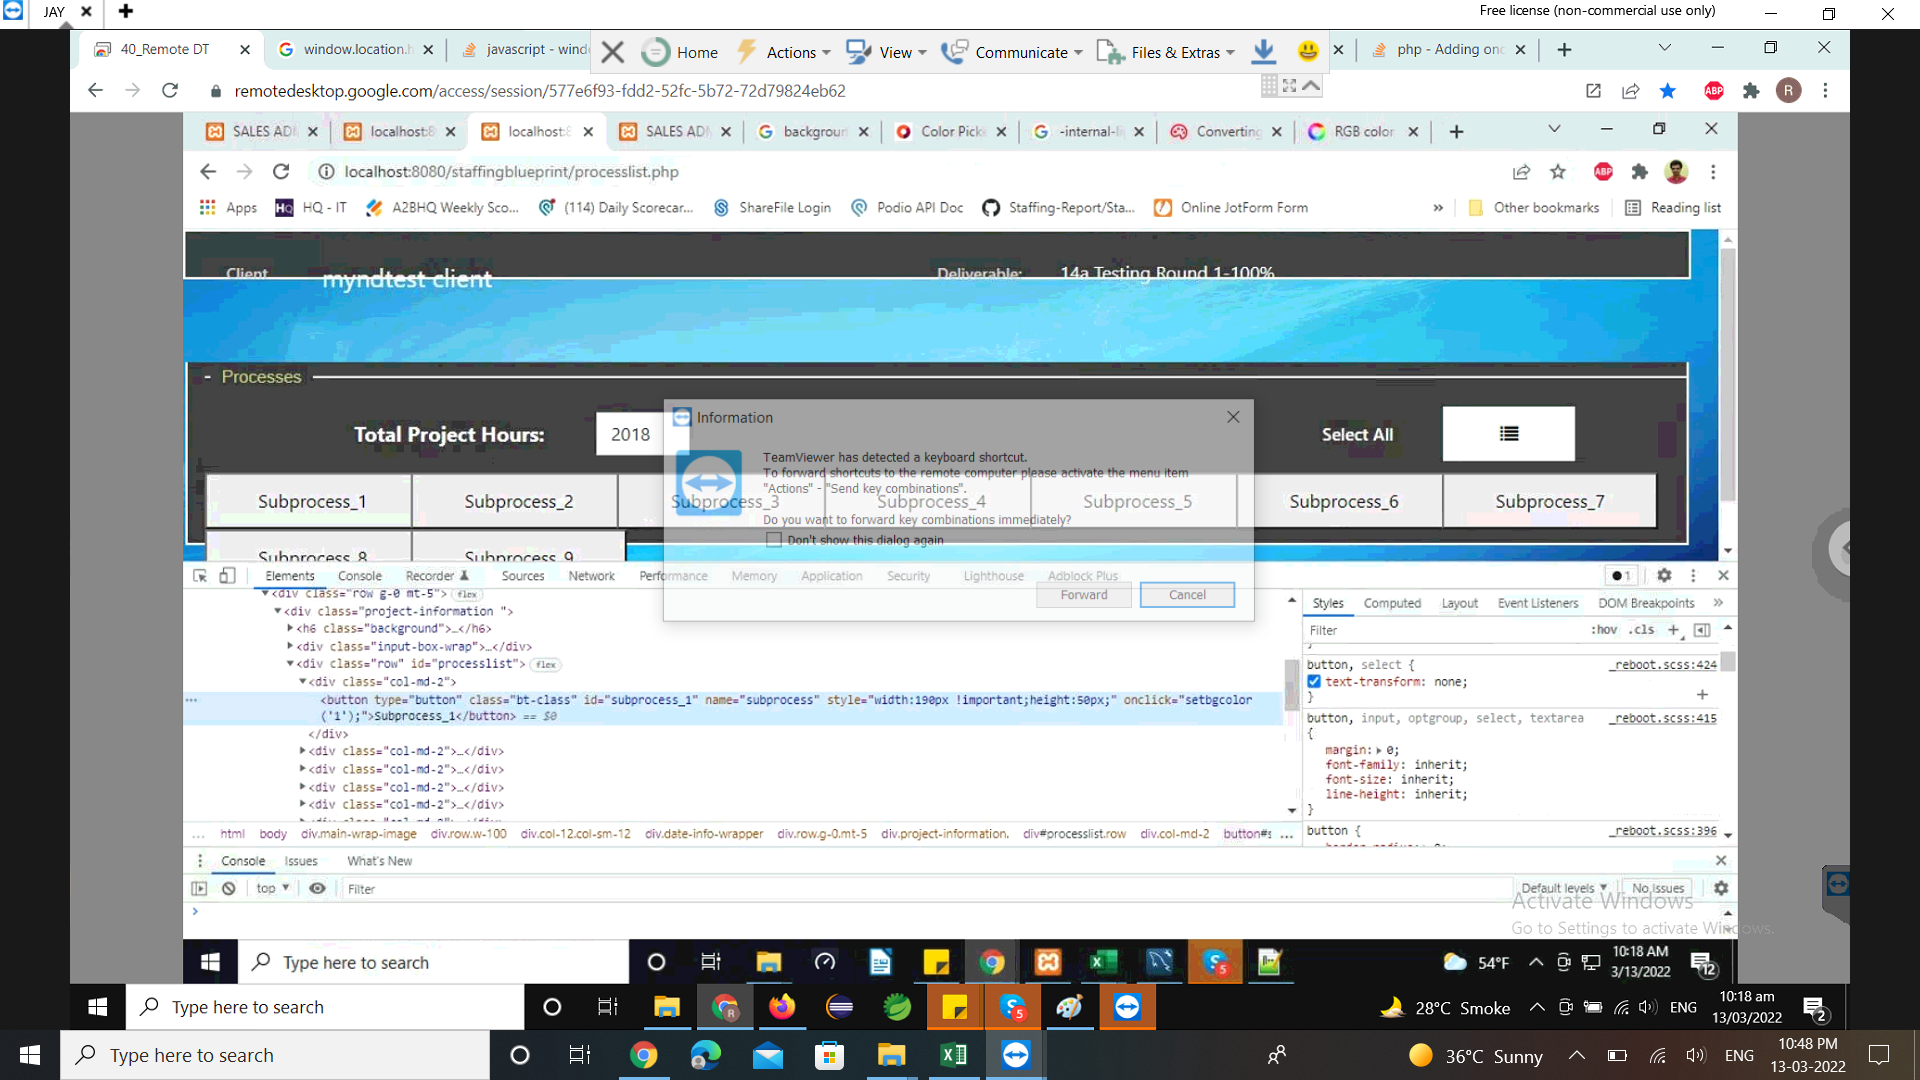 JAY
Free license (non-commercial use only)
40_Remote DT
window.location.h
javascript - wind
Home
Actions
View
Communicate
Files & Extras
php - Adding onc
remotedesktop.google.com/access/session/577e6f93-fdd2-52fc-5b72-72d79824eb62
ABP
R
SALES ADI
localhost:8
localhost:8
SALES ADI
backgroun
Color Pick
-internal-li
Converting
RGB color
localhost:8080/staffingblueprint/processlist.php
ABP
Apps
HQ
HQ - IT
A2BHQ Weekly Sco...
(114) Daily Scorecar...
ShareFile Login
Podio API Doc
Staffing-Report/Sta...
Online JotForm Form
»
Other bookmarks
Reading list
Client
myndtest client
Deliverable:
14a Testing Round 1-100%
- Processes
Total Project Hours:
2018
Select All
Information
TeamViewer has detected a keyboard shortcut.
To forward shortcuts to the remote computer please activate the menu item
"Actions" - "Send key combinations".
Do you want to forward key combinations immediately?
Don't show this dialog again
Forward
Cancel
Subprocess_1
Subprocess_2
Subprocess_3
Subprocess_4
Subprocess_5
Subprocess_6
Subprocess_7
Subprocess_8
Subprocess_9
Elements
Console
Recorder
Sources
Network
Performance
Memory
Application
Security
Lighthouse
Adblock Plus
1
<div class="row g-0 mt-5"> flex
<div class="project-information ">
<h6 class="background">…</h6>
<div class="input-box-wrap">…</div>
<div class="row" id="processlist"> flex
<div class="col-md-2">
<button type="button" class="bt-class" id="subprocess_1" name="subprocess" style="width:190px !important;height:50px;" onclick="setbgcolor
('1');">Subprocess_1</button> == $0
</div>
<div class="col-md-2">…</div>
<div class="col-md-2">…</div>
<div class="col-md-2">…</div>
<div class="col-md-2">…</div>
Styles
Computed
Layout
Event Listeners
DOM Breakpoints
»
Filter
:hov
.cls
+
}
button, select {
_reboot.scss:424
text-transform: none;
}
button, input, optgroup, select, textarea
_reboot.scss:415
{
margin: 0;
font-family: inherit;
font-size: inherit;
line-height: inherit;
}
button {
_reboot.scss:396
...
html
body
div.main-wrap-image
div.row.w-100
div.col-12.col-sm-12
div.date-info-wrapper
div.row.g-0.mt-5
div.project-information.
div#processlist.row
div.col-md-2
button#s
...
Console
Issues
What's New
top
Filter
Default levels
No Issues
Activate Windows
Go to Settings to activate Windows.
Type here to search
5
54°F
10:18 AM
3/13/2022
12
Type here to search
R
5
28°C Smoke
ENG
10:18 am
13/03/2022
2
Type here to search
36°C Sunny
ENG
10:48 PM
13-03-2022